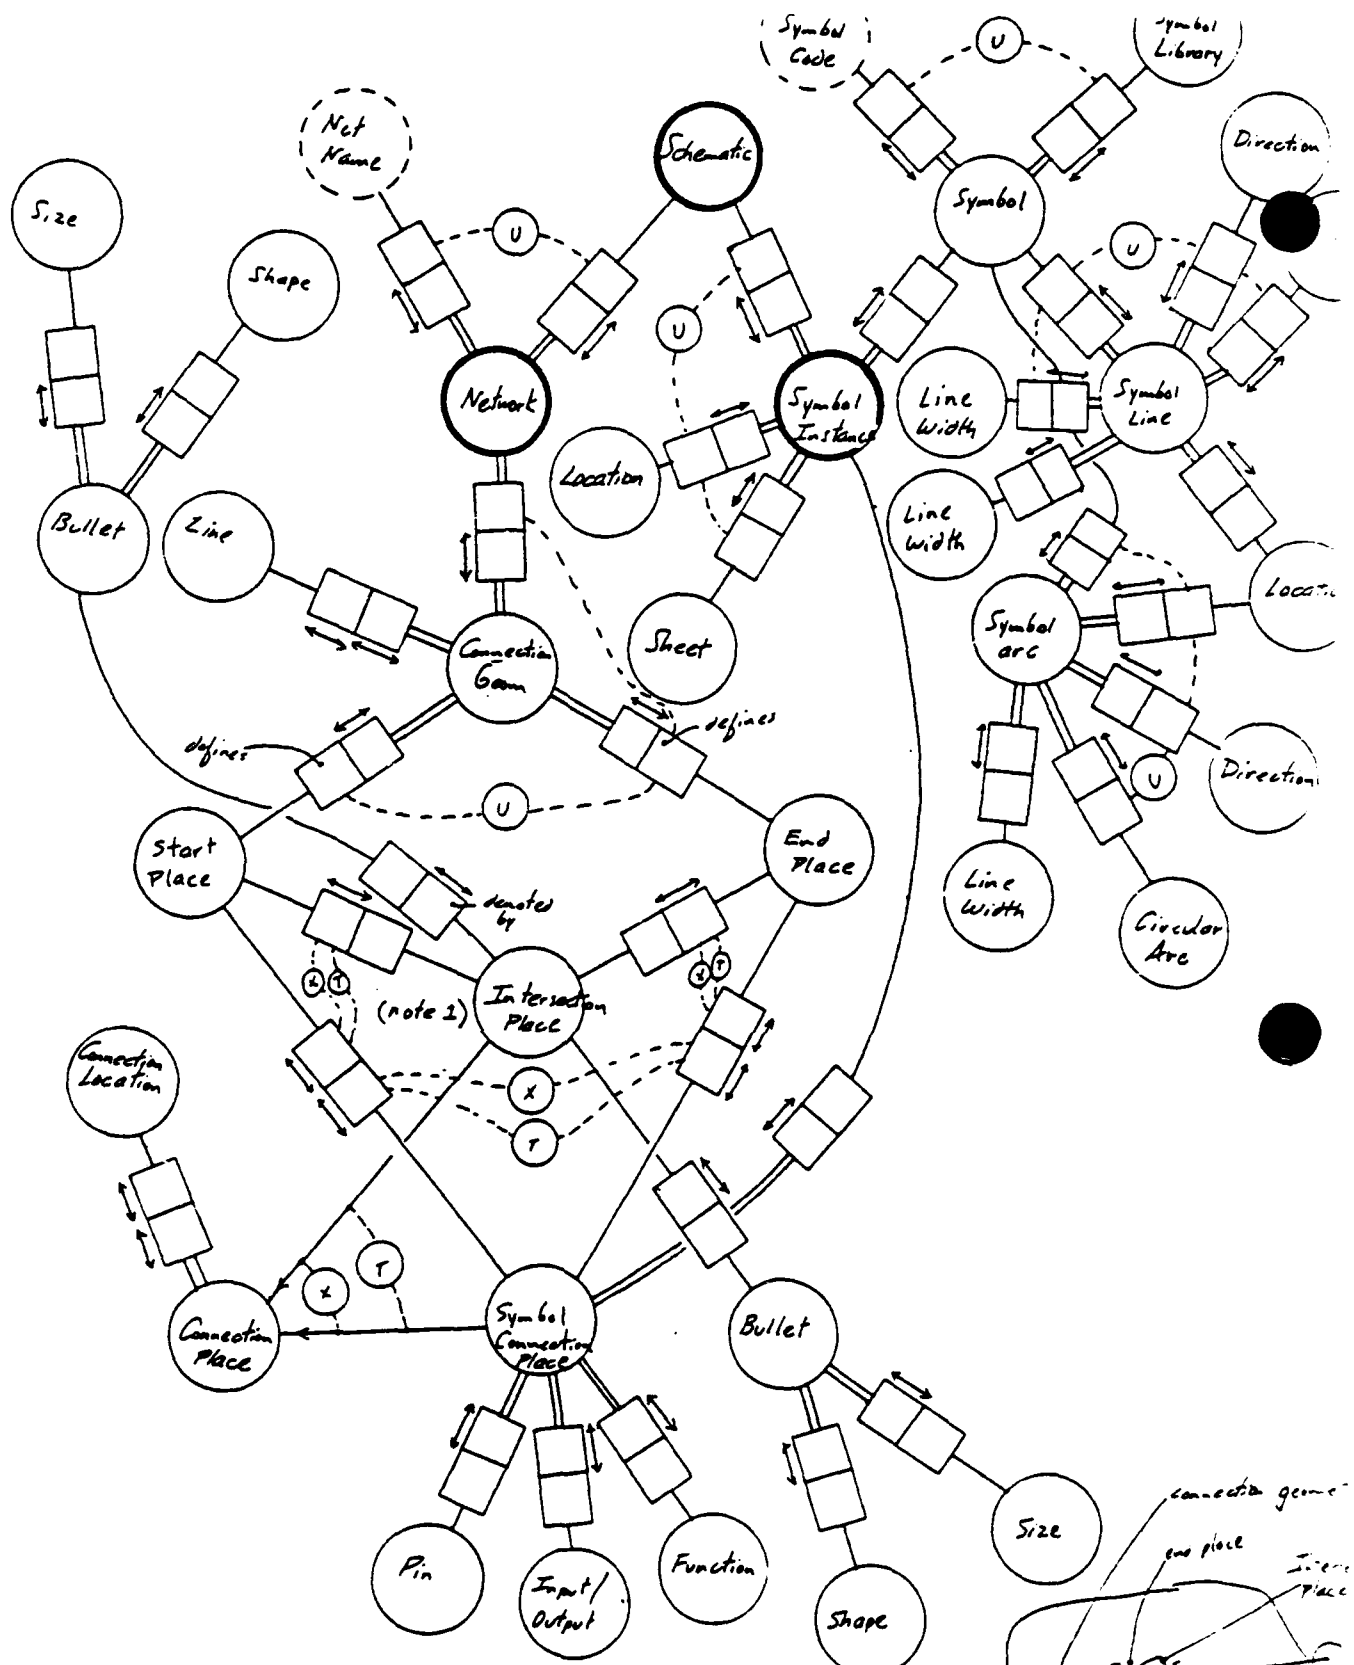 Symbol
Code
U
Symbol
Library
Net
Name
Schematic
Direction
Size
Shape
U
Symbol
U
U
Network
Symbol
Instance
Line
Width
Symbol
Line
Location
Bullet
Line
Line
Width
Connection
Geom
Sheet
Symbol
arc
Location
defines
defines
U
Direction
U
Start
Place
End
Place
Line
Width
Circular
Arc
denoted
by
X
T
(note 1)
Intersection
Place
X
T
Connection
Location
X
T
T
X
Connection
Place
Symbol
Connection
Place
Bullet
Pin
Input/
Output
Function
Shape
Size
connection
end place
Place